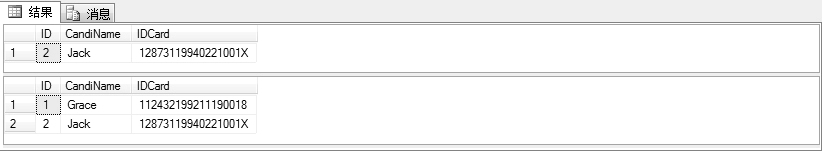 结果 消息
ID CandiName IDCard
1 2 Jack 12873119940221001X
ID CandiName IDCard
1 1 Grace 112432199211190018
2 2 Jack 12873119940221001X